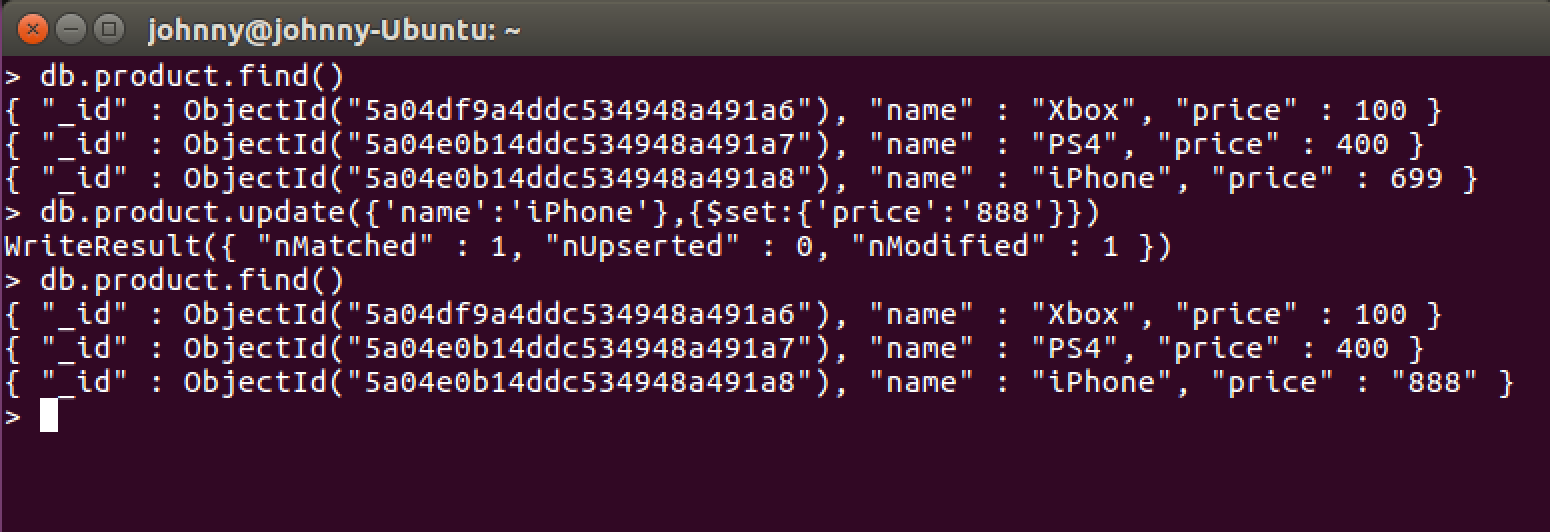 johnny@johnny-Ubuntu: ~
> db.product.find()
{ "_id" : ObjectId("5a04df9a4ddc534948a491a6"), "name" : "Xbox", "price" : 100 }
{ "_id" : ObjectId("5a04e0b14ddc534948a491a7"), "name" : "PS4", "price" : 400 }
{ "_id" : ObjectId("5a04e0b14ddc534948a491a8"), "name" : "iPhone", "price" : 699 }
> db.product.update({'name':'iPhone'},{$set:{'price':'888'}})
WriteResult({ "nMatched" : 1, "nUpserted" : 0, "nModified" : 1 })
> db.product.find()
{ "_id" : ObjectId("5a04df9a4ddc534948a491a6"), "name" : "Xbox", "price" : 100 }
{ "_id" : ObjectId("5a04e0b14ddc534948a491a7"), "name" : "PS4", "price" : 400 }
{ "_id" : ObjectId("5a04e0b14ddc534948a491a8"), "name" : "iPhone", "price" : "888" }
>